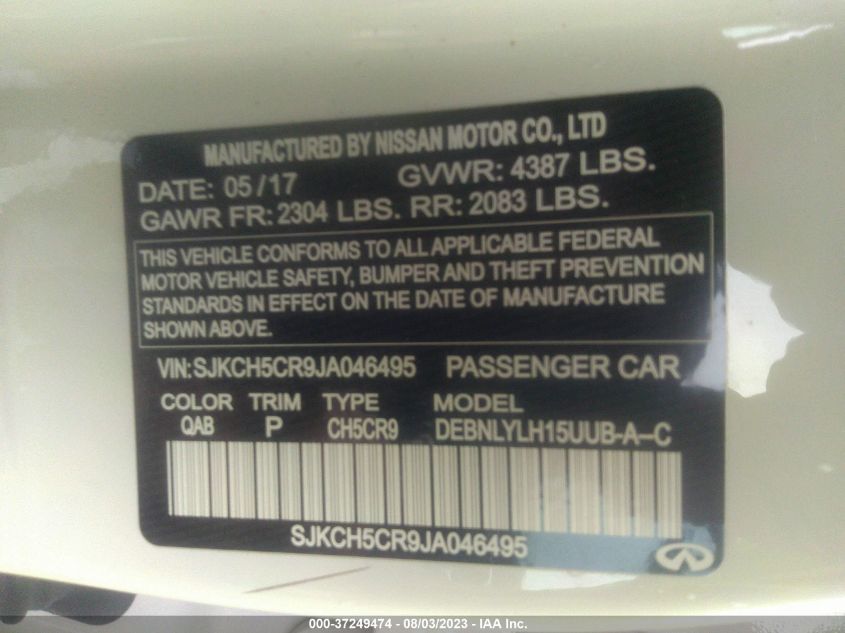 MANUFACTURED BY NISSAN MOTOR CO., LTD
DATE: 05/17 GVWR: 4387 LBS.
GAWR FR: 2304 LBS. RR: 2083 LBS.
THIS VEHICLE CONFORMS TO ALL APPLICABLE FEDERAL
MOTOR VEHICLE SAFETY, BUMPER AND THEFT PREVENTION
STANDARDS IN EFFECT ON THE DATE OF MANUFACTURE
SHOWN ABOVE.
VIN:SJKCH5CR9JA046495 PASSENGER CAR
COLOR TRIM TYPE MODEL
QAB P CH5CR9 DEBNLYLH15UUB-A-C
SJKCH5CR9JA046495
000-37249474 - 08/03/2023 - IAA Inc.